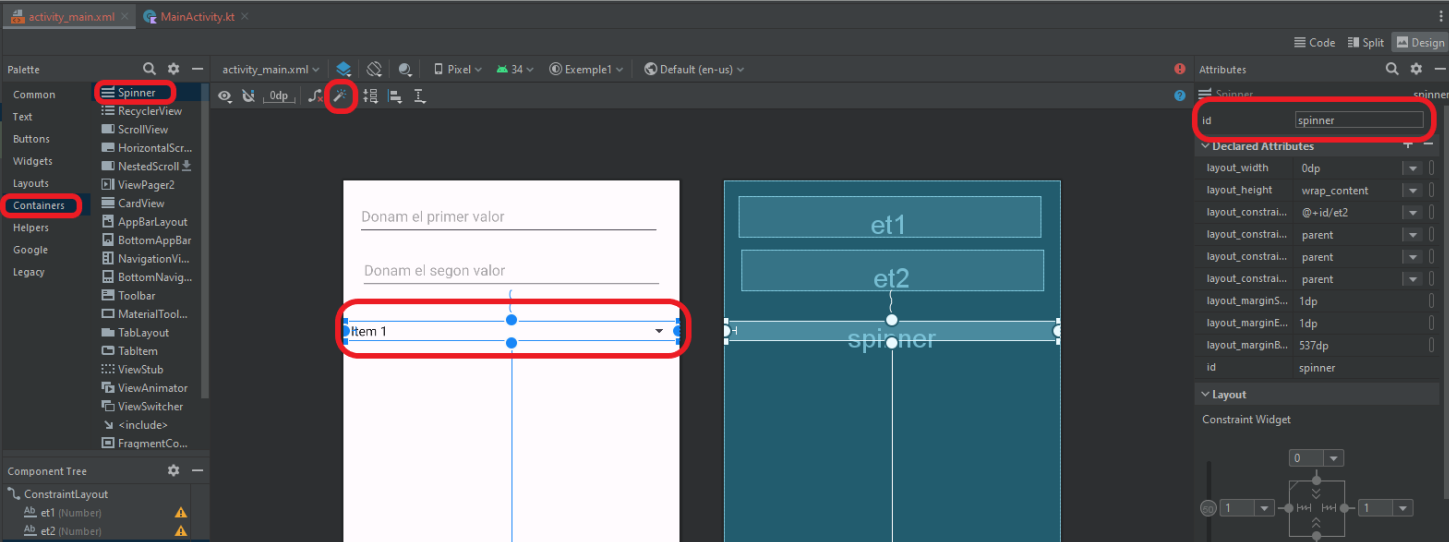 activity_main.xml
MainActivity.kt
Code
Split
Design
Palette
activity_main.xml
Pixel
34
Exemple1
Default (en-us)
Attributes
Common
Text
Buttons
Widgets
Layouts
Containers
Helpers
Google
Legacy
Spinner
RecyclerView
ScrollView
HorizontalScr...
NestedScroll
ViewPager2
CardView
AppBarLayout
BottomAppBar
NavigationVi...
BottomNavig...
Toolbar
MaterialTool...
TabLayout
TabItem
ViewStub
ViewAnimator
ViewSwitcher
<include>
FragmentCo...
0dp
Donam el primer valor
Donam el segon valor
Item 1
et1
et2
spinner
Spinner
spinner
id spinner
Declared Attributes
layout_width 0dp
layout_height wrap_content
layout_constrai... @+id/et2
layout_constrai... parent
layout_constrai... parent
layout_constrai... parent
layout_marginS... 1dp
layout_marginE... 1dp
layout_marginB... 537dp
id spinner
Layout
Constraint Widget
0
50
1
1
Component Tree
ConstraintLayout
Ab et1 (Number)
Ab et2 (Number)